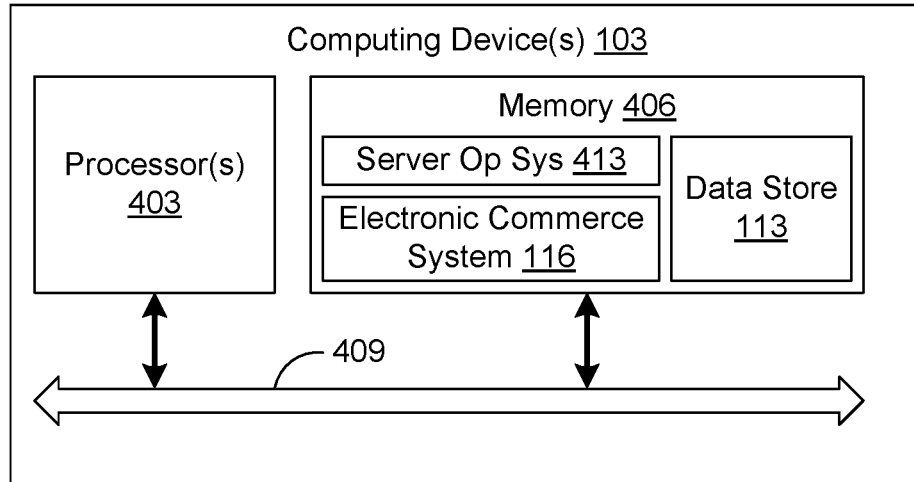 Computing Device(s) 103
Processor(s)
403
Memory 406
Server Op Sys 413
Electronic Commerce
System 116
Data Store
113
409